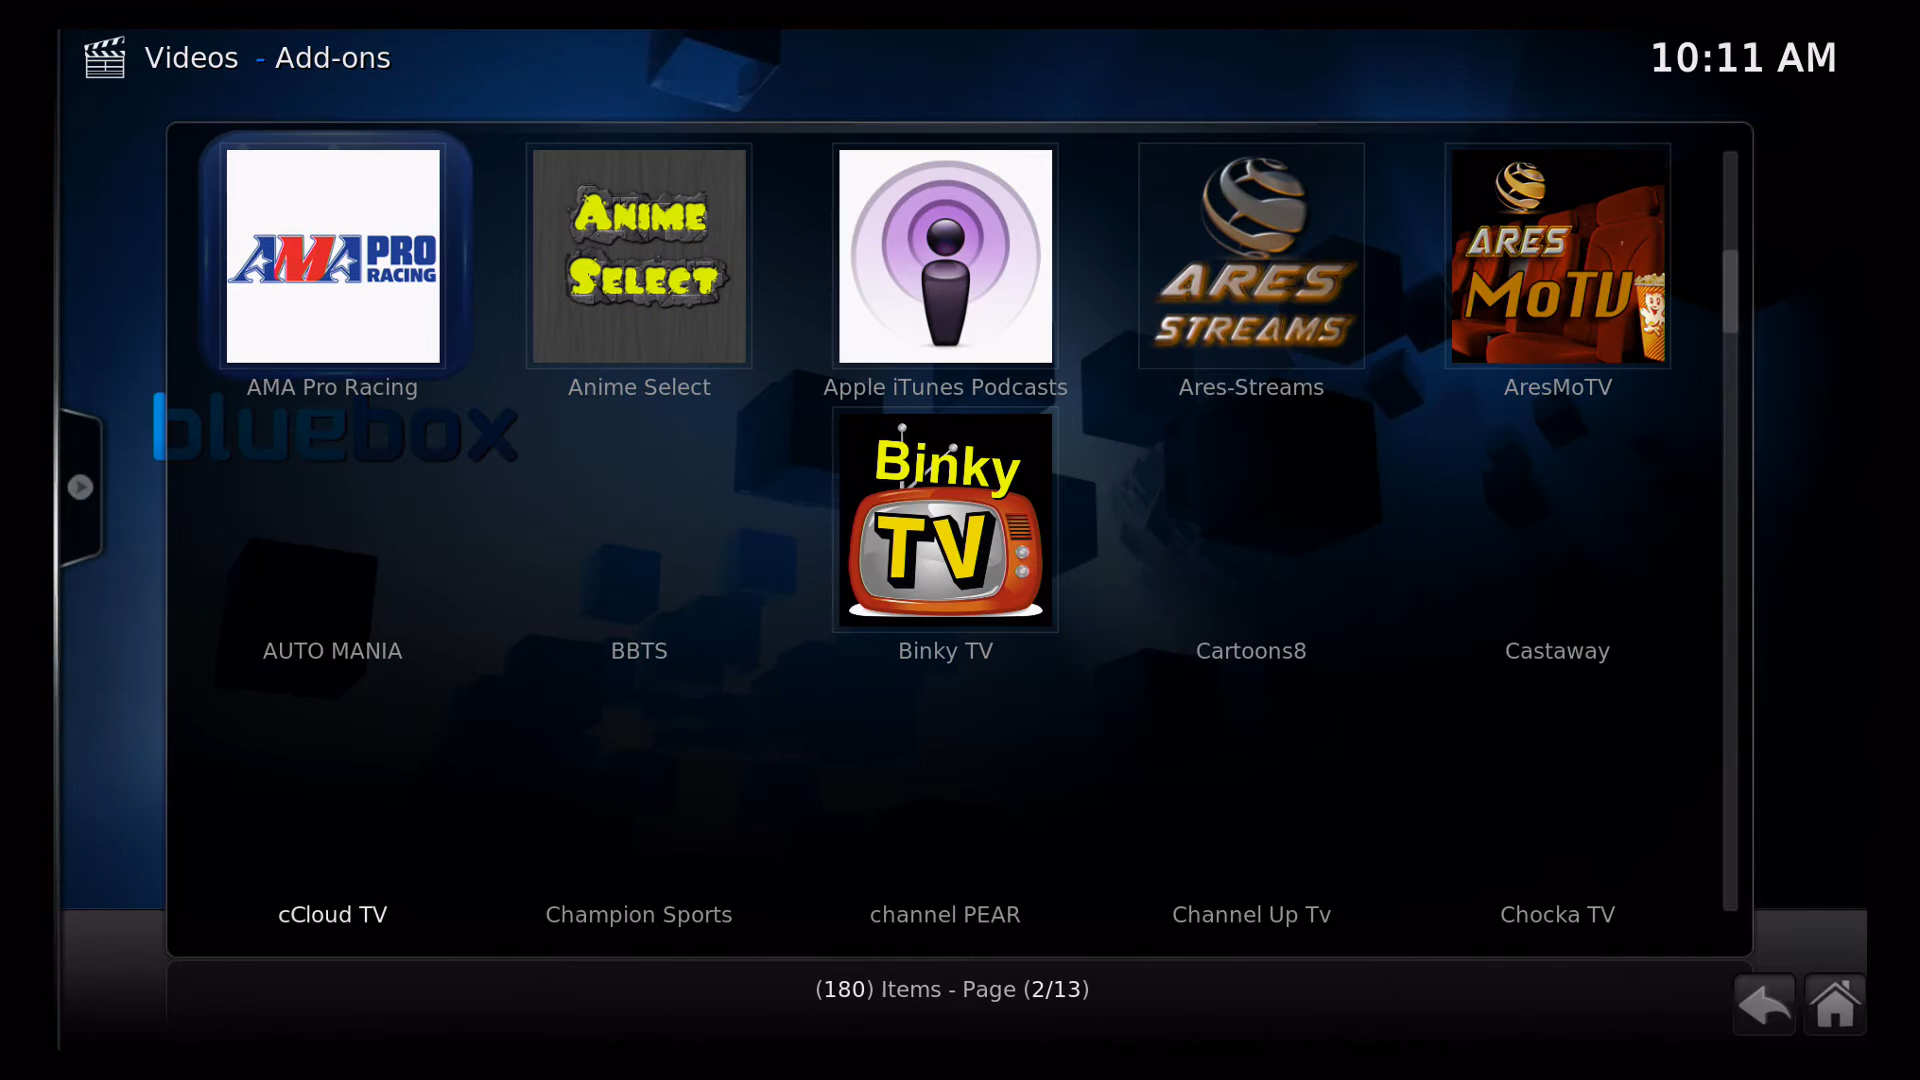 Videos - Add-ons
10:11 AM
AMA PRO RACING
ANIME SELECT
ARES STREAMS
ARES MoTV
AMA Pro Racing
Anime Select
Apple iTunes Podcasts
Ares-Streams
AresMoTV
bluebox
Binky TV
AUTO MANIA
BBTS
Binky TV
Cartoons8
Castaway
cCloud TV
Champion Sports
channel PEAR
Channel Up Tv
Chocka TV
(180) Items - Page (2/13)